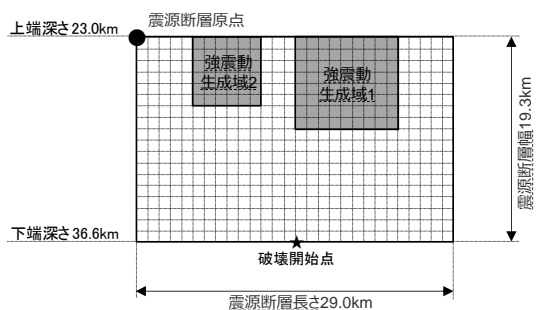 震源断層原点
上端深さ23.0km
強震動
生成域2
強震動
生成域1
震源断層幅19.3km
下端深さ36.6km
破壊開始点
震源断層長さ29.0km